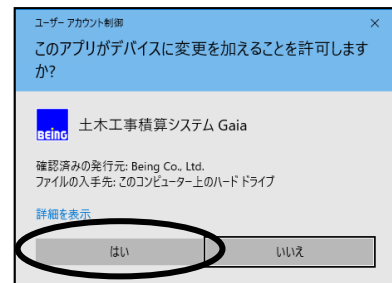 ユーザー アカウント制御
このアプリがデバイスに変更を加えることを許可します
か?
BEING
土木工事積算システム Gaia
確認済みの発行元: Being Co., Ltd.
ファイルの入手先: このコンピューター上のハード ドライブ
詳細を表示
はい
いいえ